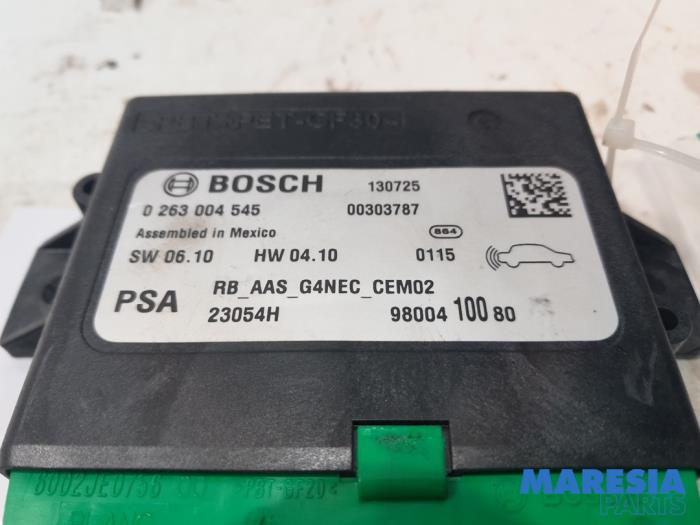 BOSCH 130725
0 263 004 545 00303787
Assembled in Mexico 864
SW 06.10 HW 04.10 0115
RB_AAS_G4NEC_CEM02
PSA 23054H 98004 100 80
MARESIA
PARTS